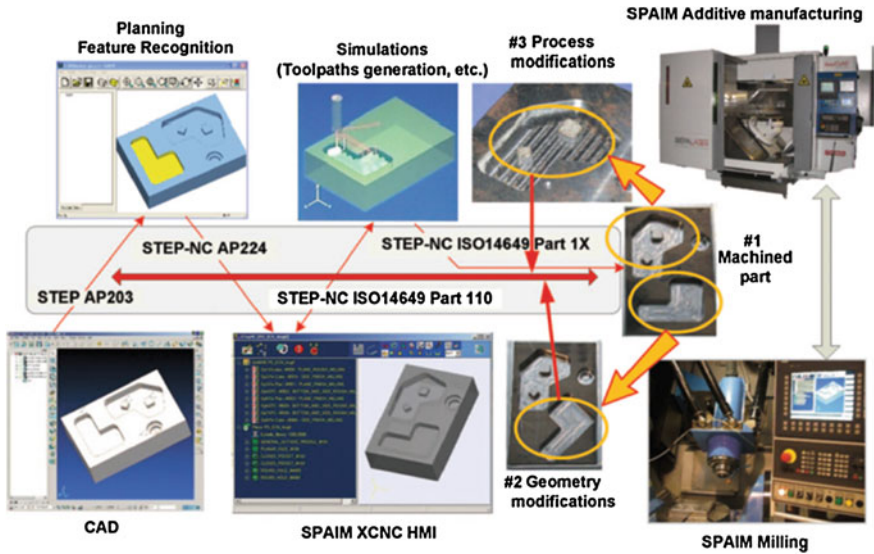 Planning
Feature Recognition
Simulations
(Toolpaths generation, etc.)
#3 Process
modifications
SPAIM Additive manufacturing
STEP-NC AP224
STEP-NC ISO14649 Part 1X
#1
Machined
part
STEP AP203
STEP-NC ISO14649 Part 110
#2 Geometry
modifications
CAD
SPAIM XCNC HMI
SPAIM Milling